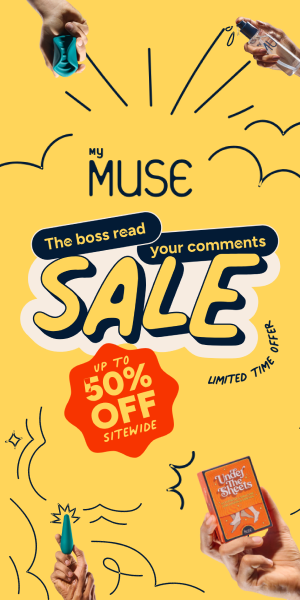 My
MUSE
The boss read
your comments
SALE
UP TO
50%
OFF
SITEWIDE
LIMITED TIME OFFER
Under
The
Sheets